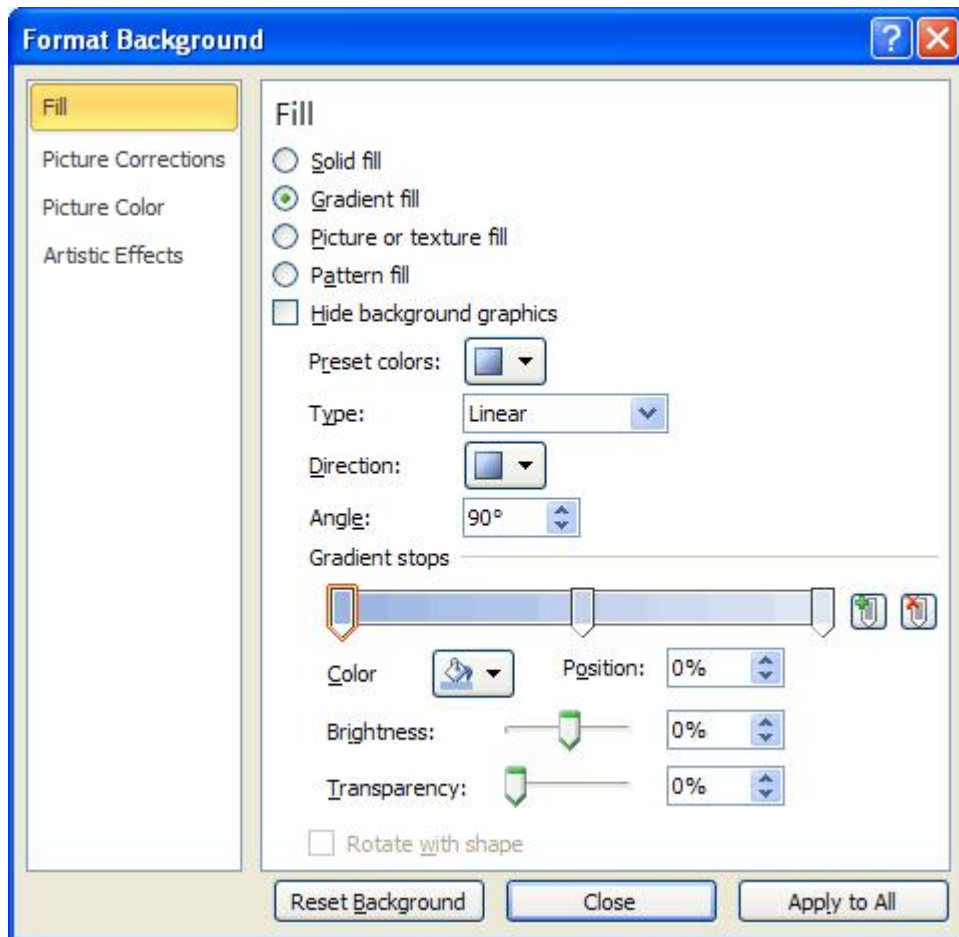 Format Background
Fill
Picture Corrections
Picture Color
Artistic Effects
Fill
Solid fill
Gradient fill
Picture or texture fill
Pattern fill
Hide background graphics
Preset colors:
Type: Linear
Direction:
Angle: 90°
Gradient stops
Color Position: 0%
Brightness: 0%
Transparency: 0%
Rotate with shape
Reset Background Close Apply to All